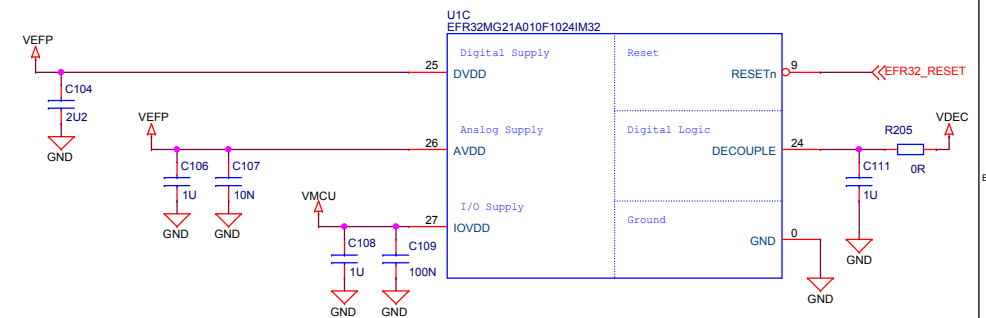 U1C
EFR32MG21A010F1024IM32
VEFP
Digital Supply
Reset
25
DVDD
RESETn
9
EFR32_RESET
C104
2U2
GND
VEFP
Analog Supply
Digital Logic
26
AVDD
DECOUPLE
24
R205
0R
VDEC
C106
1U
GND
C107
10N
GND
C111
1U
GND
VMCU
I/O Supply
Ground
27
IOVDD
GND
0
GND
C108
1U
GND
C109
100N
GND
E